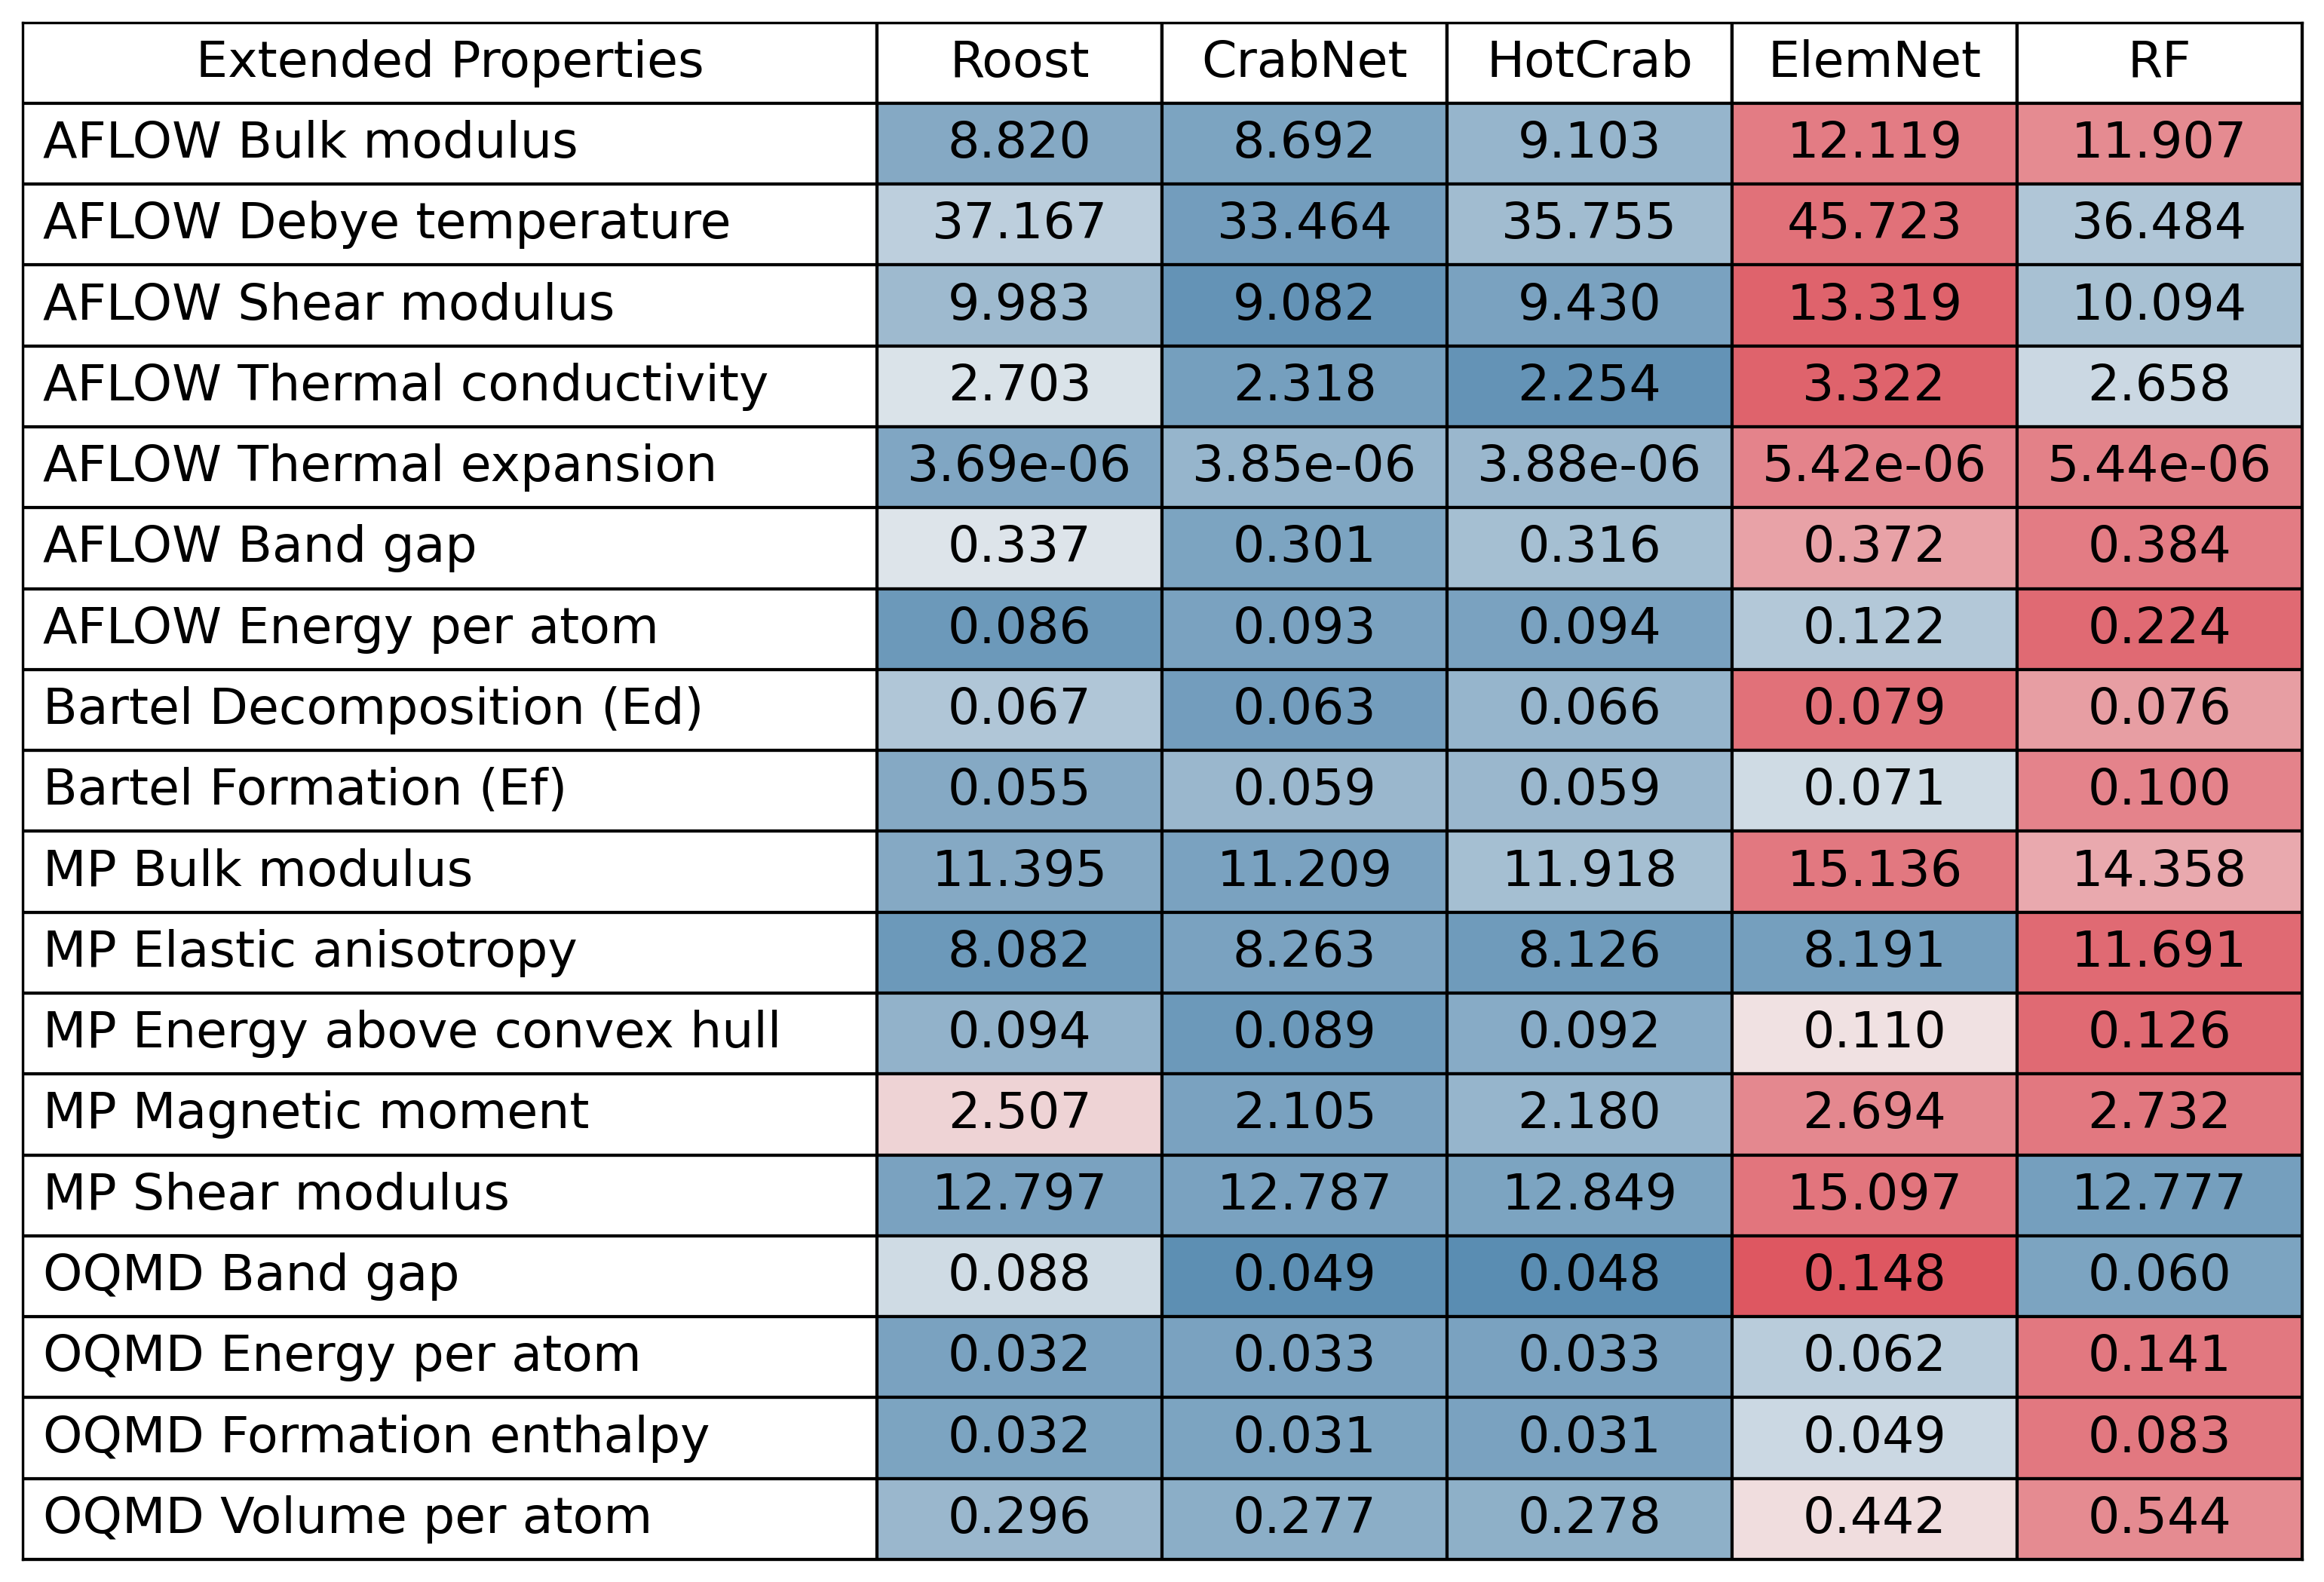 Extended Properties Roost CrabNet HotCrab ElemNet RF
AFLOW Bulk modulus 8.820 8.692 9.103 12.119 11.907
AFLOW Debye temperature 37.167 33.464 35.755 45.723 36.484
AFLOW Shear modulus 9.983 9.082 9.430 13.319 10.094
AFLOW Thermal conductivity 2.703 2.318 2.254 3.322 2.658
AFLOW Thermal expansion 3.69e-06 3.85e-06 3.88e-06 5.42e-06 5.44e-06
AFLOW Band gap 0.337 0.301 0.316 0.372 0.384
AFLOW Energy per atom 0.086 0.093 0.094 0.122 0.224
Bartel Decomposition (Ed) 0.067 0.063 0.066 0.079 0.076
Bartel Formation (Ef) 0.055 0.059 0.059 0.071 0.100
MP Bulk modulus 11.395 11.209 11.918 15.136 14.358
MP Elastic anisotropy 8.082 8.263 8.126 8.191 11.691
MP Energy above convex hull 0.094 0.089 0.092 0.110 0.126
MP Magnetic moment 2.507 2.105 2.180 2.694 2.732
MP Shear modulus 12.797 12.787 12.849 15.097 12.777
OQMD Band gap 0.088 0.049 0.048 0.148 0.060
OQMD Energy per atom 0.032 0.033 0.033 0.062 0.141
OQMD Formation enthalpy 0.032 0.031 0.031 0.049 0.083
OQMD Volume per atom 0.296 0.277 0.278 0.442 0.544